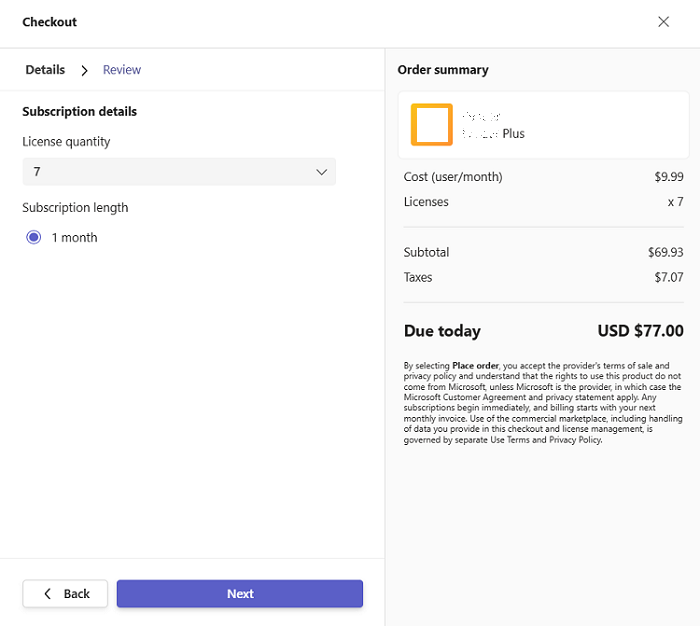 Checkout
Details
Review
Order summary
Subscription details
License quantity
7
Subscription length
1 month
Plus
Cost (user/month) $9.99
Licenses x 7
Subtotal $69.93
Taxes $7.07
Due today USD $77.00
By selecting Place order, you accept the provider's terms of sale and
privacy policy and understand that the rights to use this product do not
come from Microsoft, unless Microsoft is the provider, in which case the
Microsoft Customer Agreement and privacy statement apply. Any
subscriptions begin immediately, and billing starts with your next
monthly invoice. Use of the commercial marketplace, including handling
of data you provide in this checkout and license management, is
governed by separate Use Terms and Privacy Policy.
Back
Next